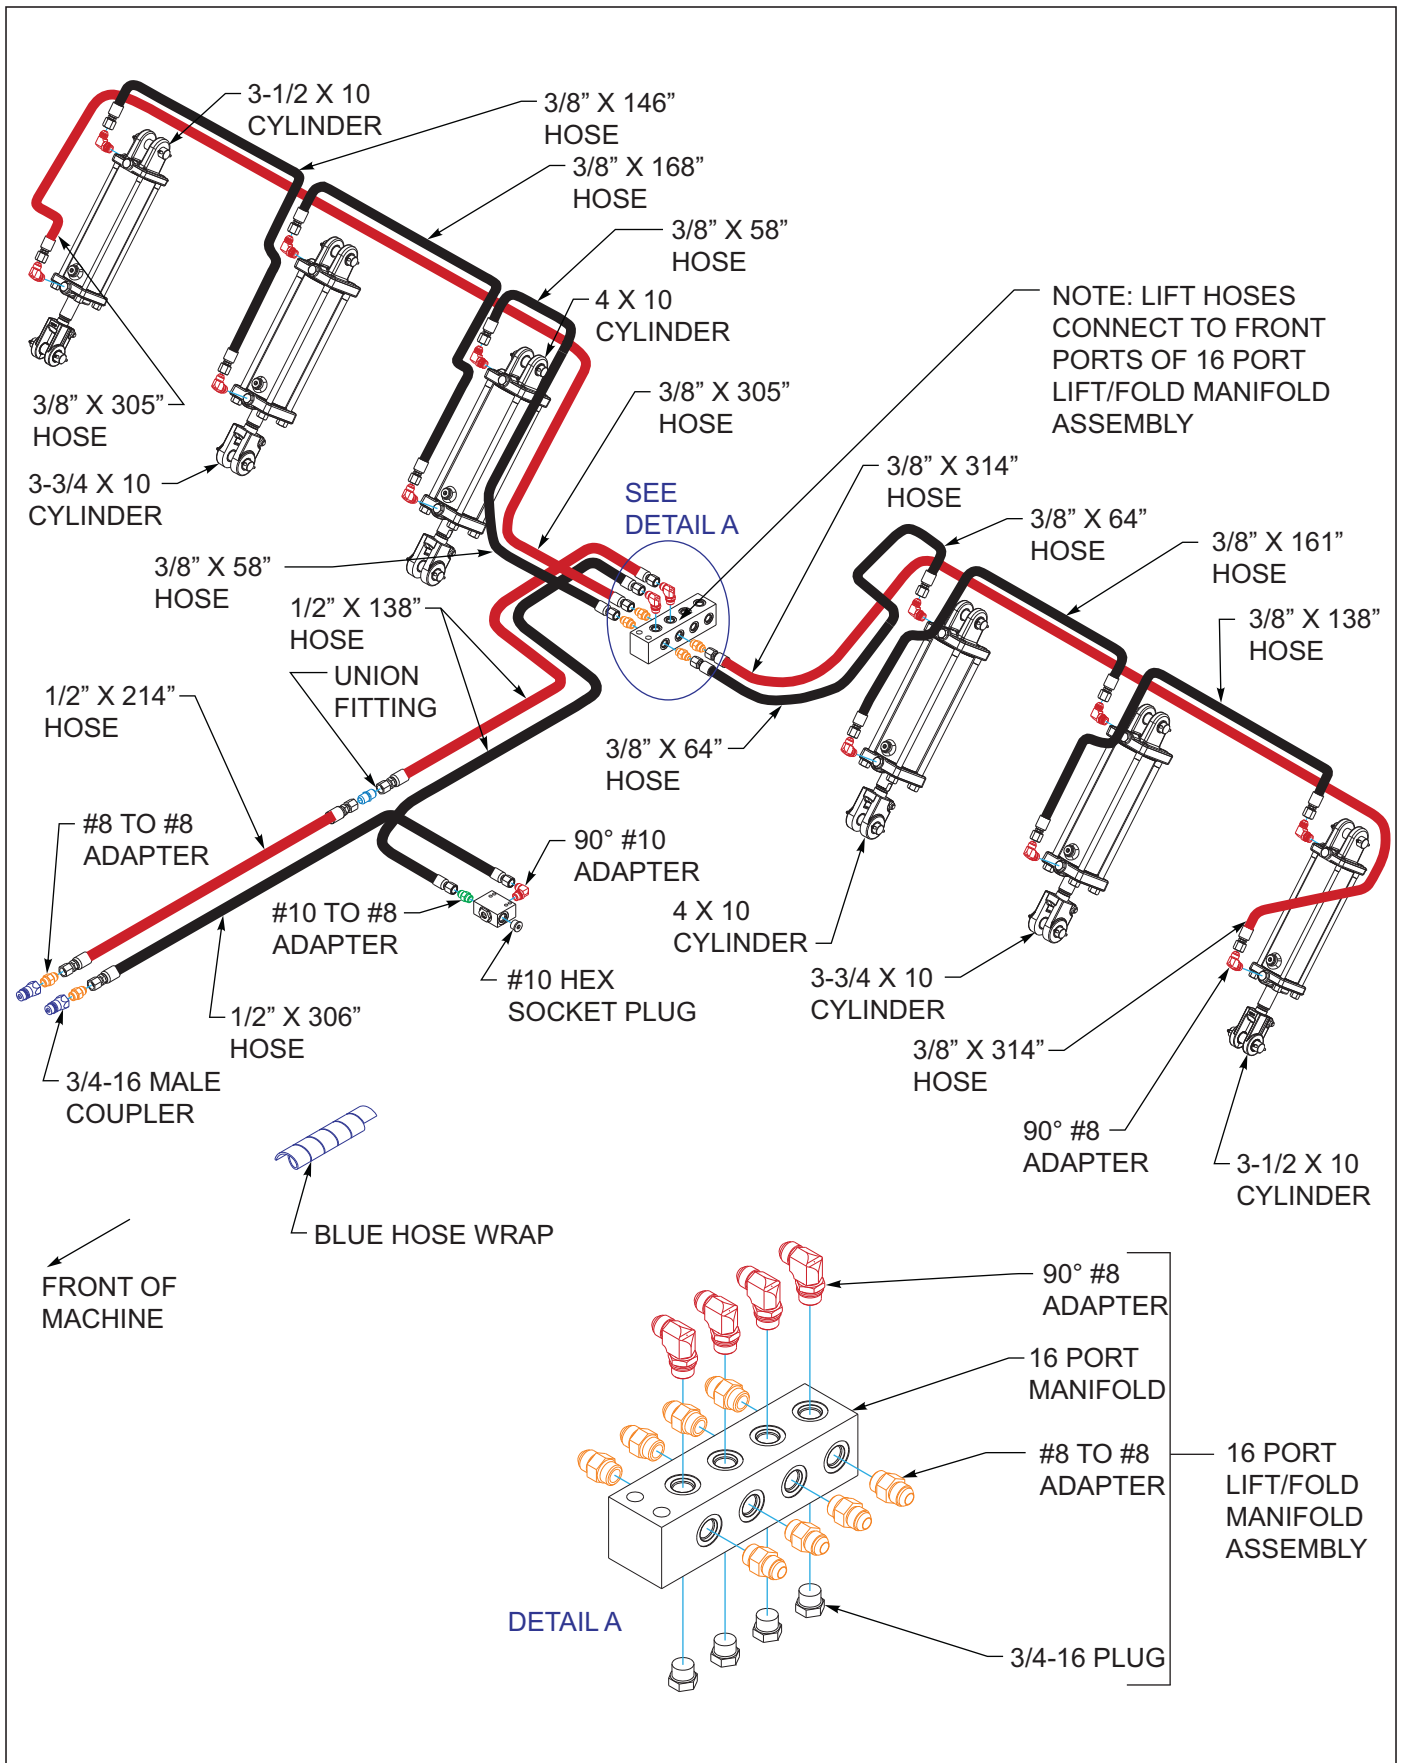 3-1/2 X 10
CYLINDER
3/8” X 146”
HOSE
3/8” X 168”
HOSE
3/8” X 58”
HOSE
4 X 10
CYLINDER
NOTE: LIFT HOSES
CONNECT TO FRONT
PORTS OF 16 PORT
LIFT/FOLD MANIFOLD
ASSEMBLY
3/8” X 305”
HOSE
3/8” X 305”
HOSE
3-3/4 X 10
CYLINDER
SEE
DETAIL A
3/8” X 314”
HOSE
3/8” X 64”
HOSE
3/8” X 161”
HOSE
3/8” X 58”
HOSE
1/2” X 138”
HOSE
3/8” X 138”
HOSE
UNION
FITTING
1/2” X 214”
HOSE
3/8” X 64”
HOSE
#8 TO #8
ADAPTER
90° #10
ADAPTER
#10 TO #8
ADAPTER
4 X 10
CYLINDER
#10 HEX
SOCKET PLUG
3-3/4 X 10
CYLINDER
1/2” X 306”
HOSE
3/8” X 314”
HOSE
3/4-16 MALE
COUPLER
90° #8
ADAPTER
3-1/2 X 10
CYLINDER
BLUE HOSE WRAP
FRONT OF
MACHINE
90° #8
ADAPTER
16 PORT
MANIFOLD
#8 TO #8
ADAPTER
16 PORT
LIFT/FOLD
MANIFOLD
ASSEMBLY
DETAIL A
3/4-16 PLUG